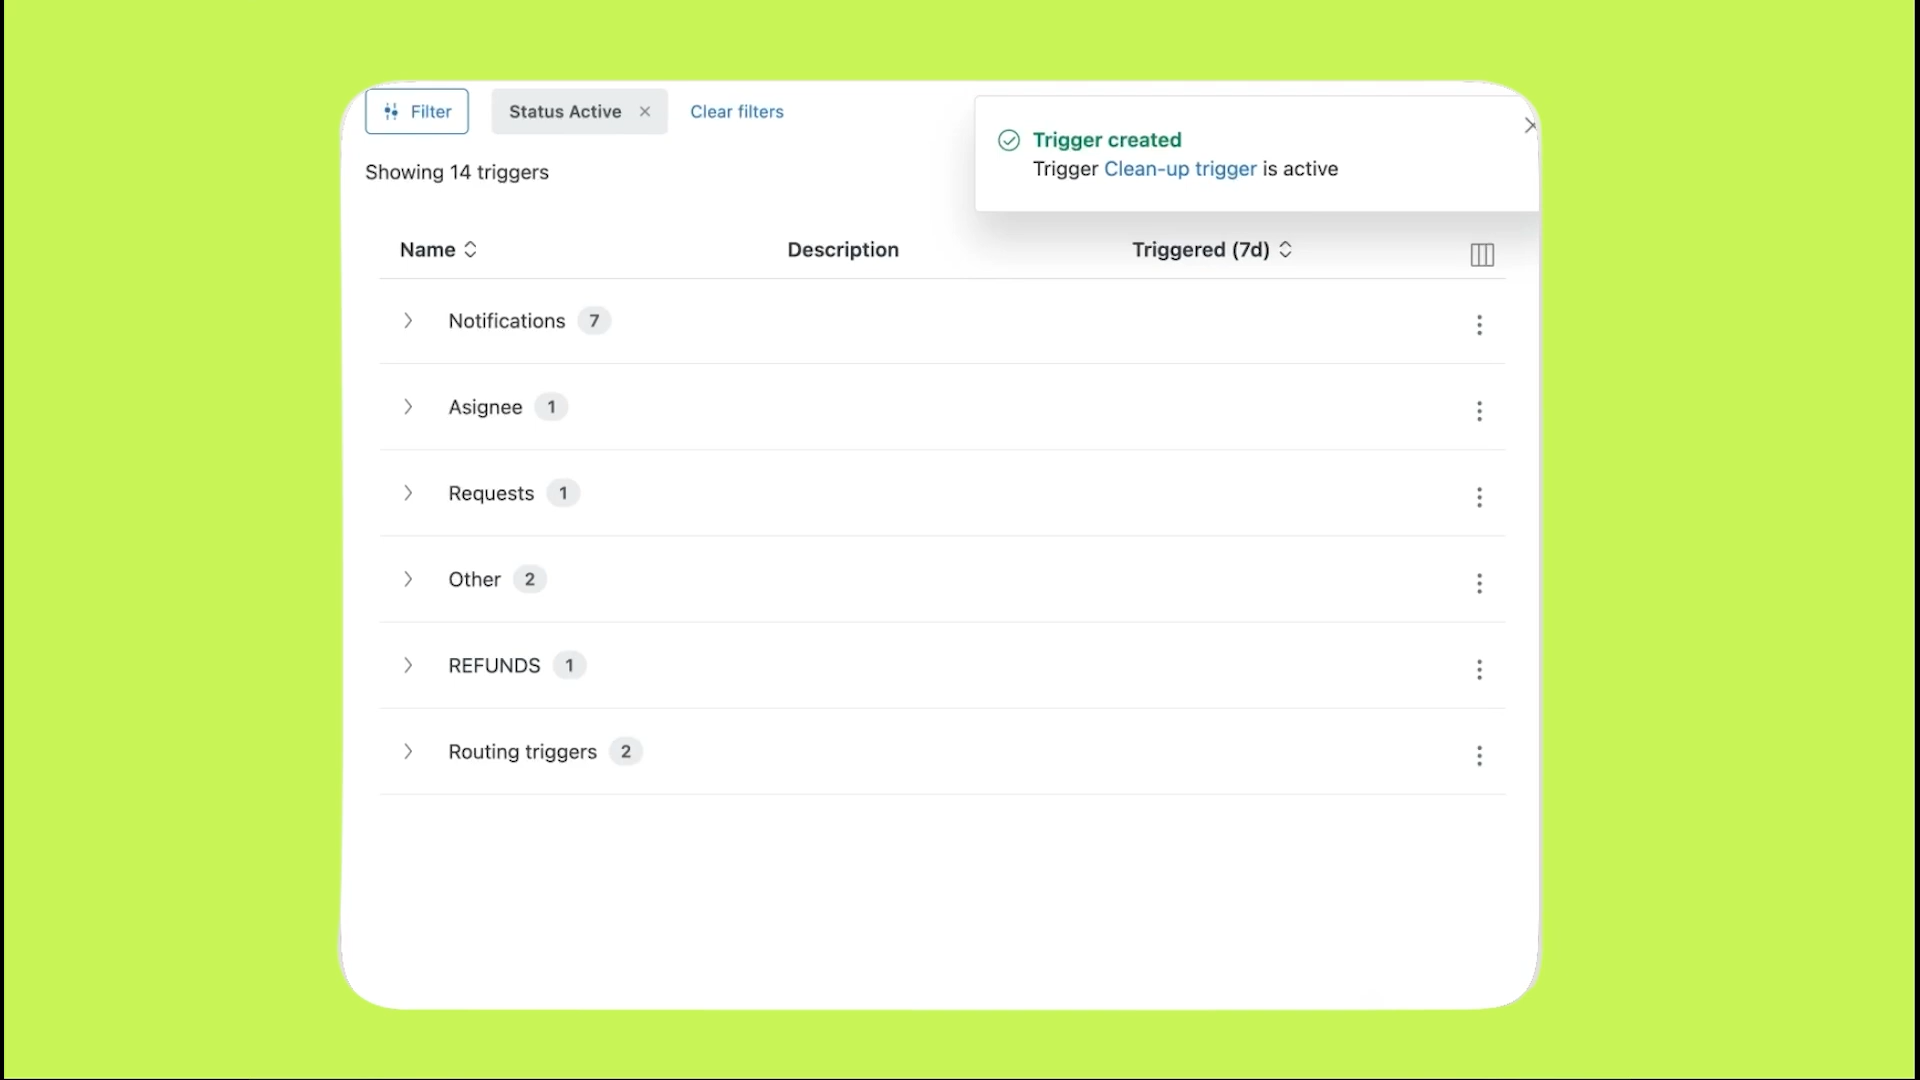 Filter
Status Active
Clear filters
Trigger created
Trigger Clean-up trigger is active
Showing 14 triggers
Name Description Triggered (7d)
Notifications 7
Asignee 1
Requests 1
Other 2
REFUNDS 1
Routing triggers 2